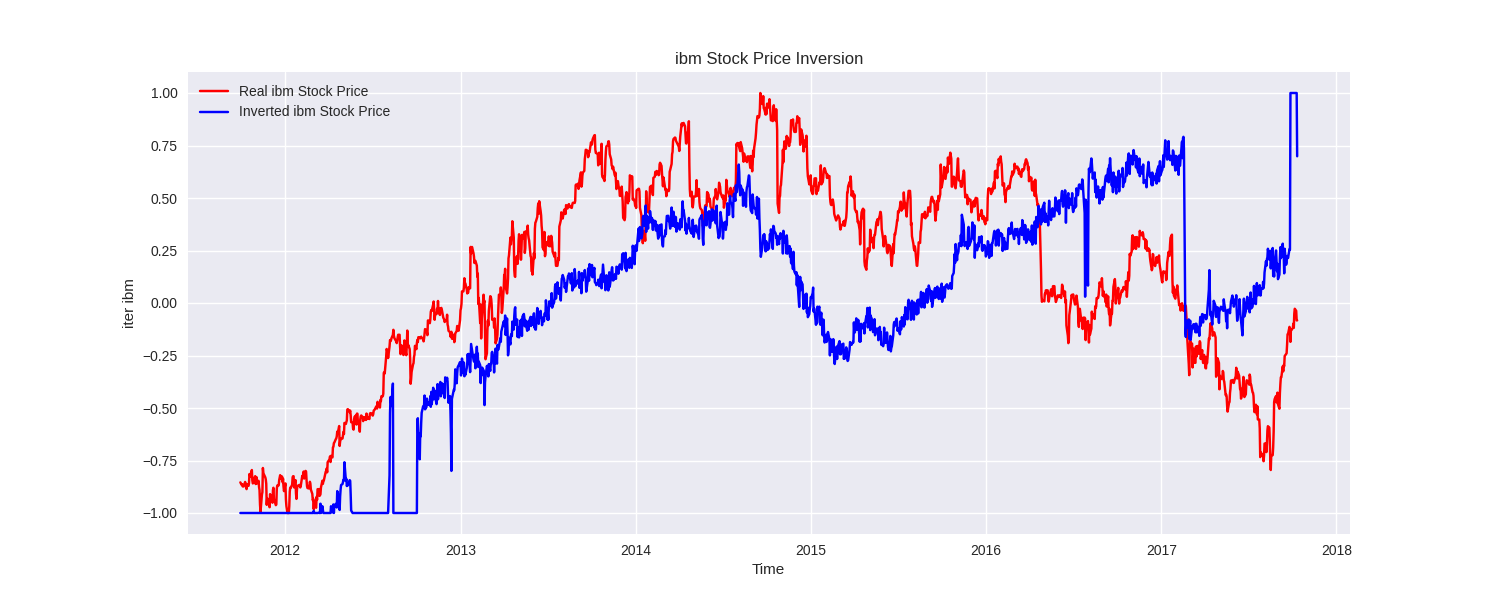 ibm Stock Price Inversion
Real ibm Stock Price
Inverted ibm Stock Price
1.00
0.75
0.50
0.25
0.00
−0.25
−0.50
−0.75
−1.00
iter ibm
2012 2013 2014 2015 2016 2017 2018
Time